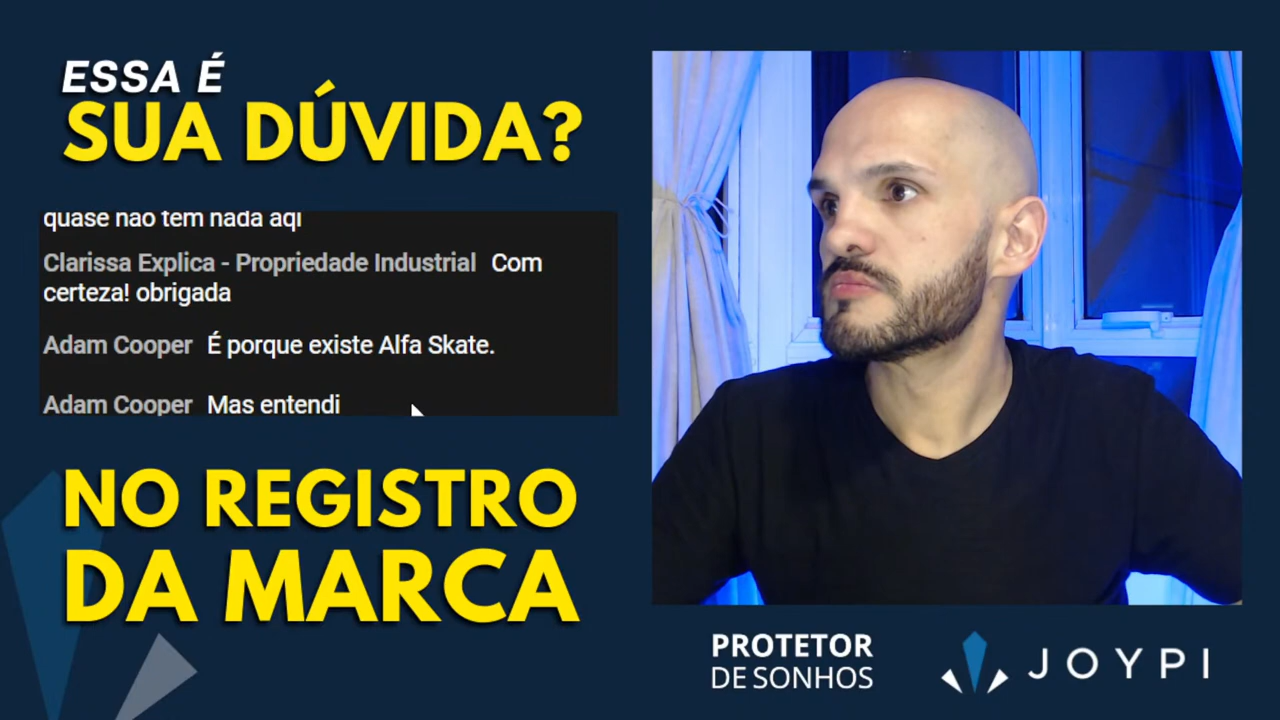 ESSA É
SUA DÚVIDA?
quase não tem nada aqi
Clarissa Explica - Propriedade Industrial Com
certeza! obrigada
Adam Cooper É porque existe Alfa Skate.
Adam Cooper Mas entendi
NO REGISTRO
DA MARCA
PROTETOR
DE SONHOS
JOYPI